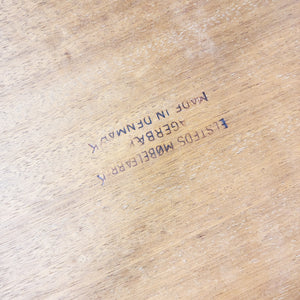 ELSTEDS MØBELFABRIK
AGERBÆK
MADE IN DENMARK